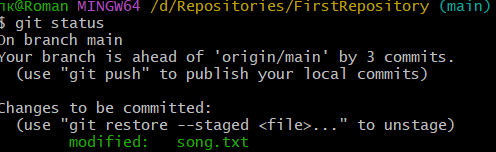 пк@Roman MINGW64 /d/Repositories/FirstRepository (main)
$ git status
On branch main
Your branch is ahead of 'origin/main' by 3 commits.
  (use "git push" to publish your local commits)

Changes to be committed:
  (use "git restore --staged <file>..." to unstage)
        modified:   song.txt